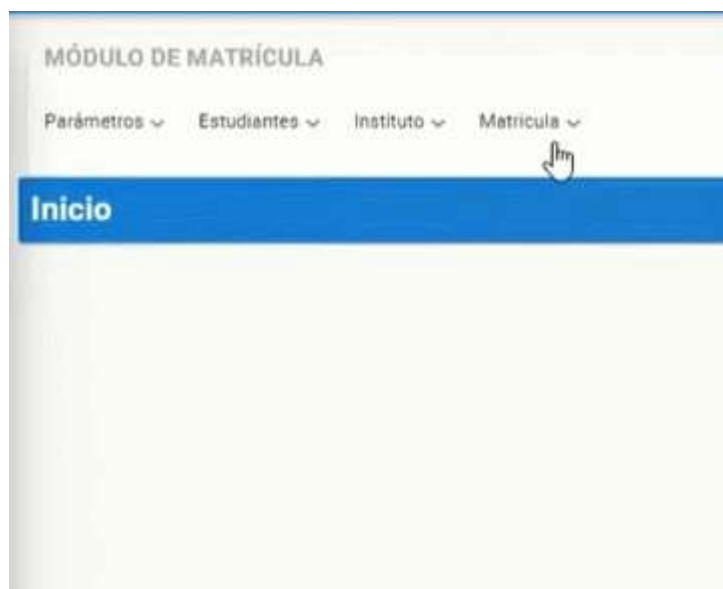 MÓDULO DE MATRÍCULA
Parámetros Estudiantes Instituto Matricula
Inicio